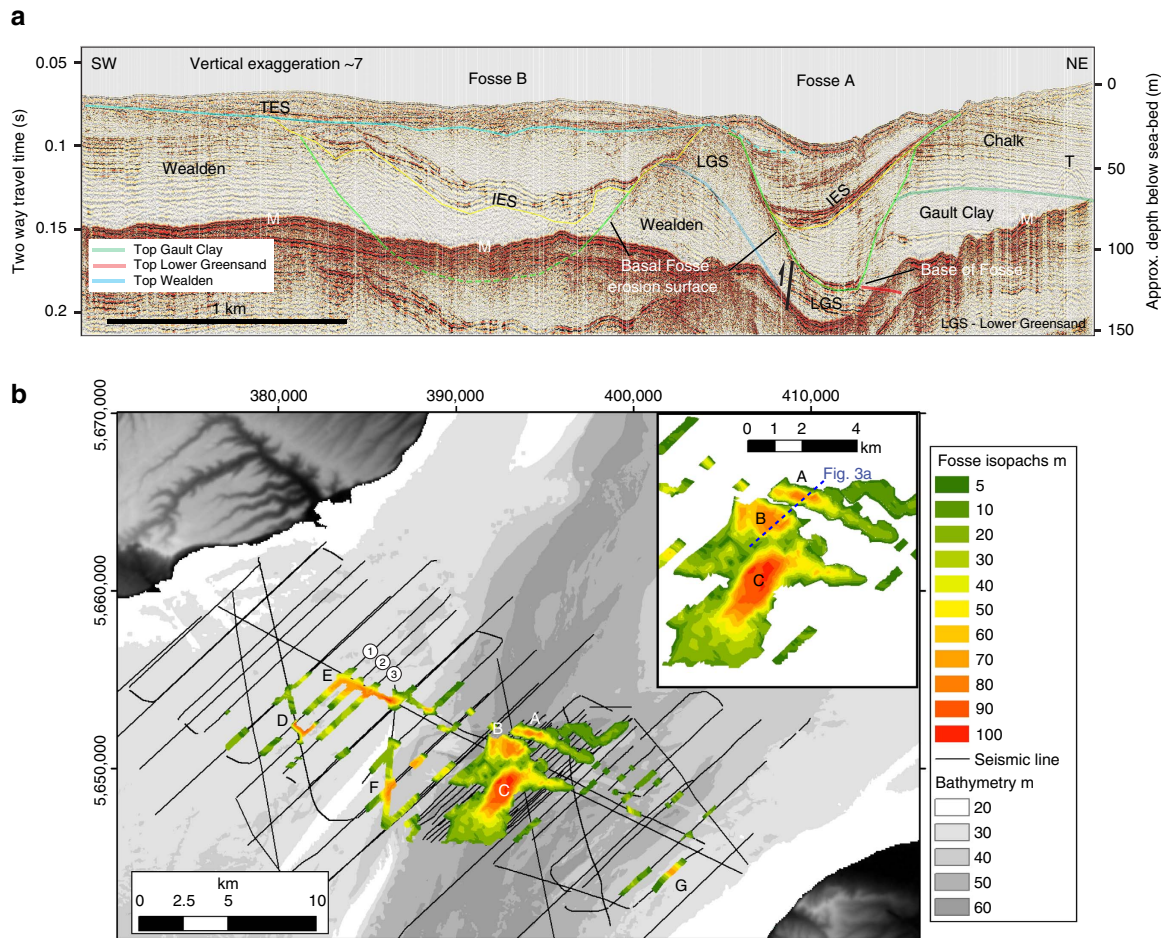 a
SW
Vertical exaggeration ~7
Fosse B
Fosse A
NE
Two way travel time (s)
0.05
0.1
0.15
0.2
Approx. depth below sea-bed (m)
0
50
100
150
TES
Wealden
IES
LGS
Wealden
IES
Chalk
T
Gault Clay
M
M
M
Basal Fosse
erosion surface
Base of Fosse
LGS
Top Gault Clay
Top Lower Greensand
Top Wealden
1 km
LGS - Lower Greensand
b
380,000
390,000
400,000
410,000
5,670,000
5,660,000
5,650,000
0 1 2 4
km
A
Fig. 3a
B
C
1
2
3
E
D
F
A
B
C
G
km
0 2.5 5 10
Fosse isopachs m
5
10
20
30
40
50
60
70
80
90
100
Seismic line
Bathymetry m
20
30
40
50
60